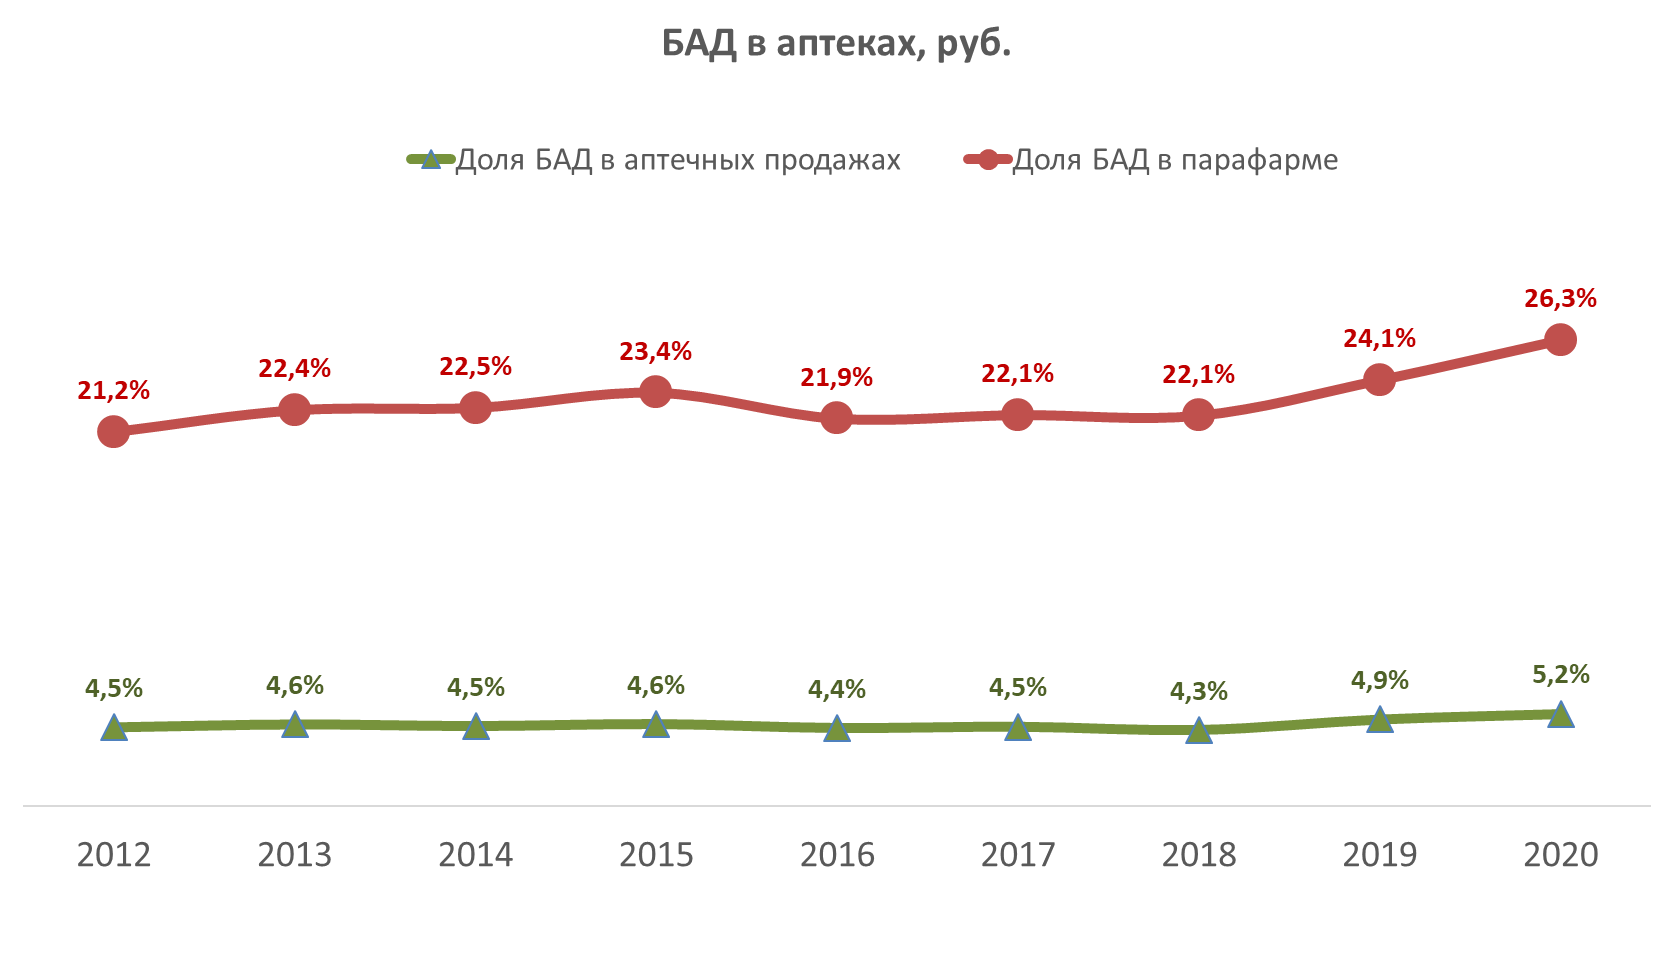 БАД в аптеках, руб.
Доля БАД в аптечных продажах Доля БАД в парафарме
21,2% 22,4% 22,5% 23,4% 21,9% 22,1% 22,1% 24,1% 26,3%
4,5% 4,6% 4,5% 4,6% 4,4% 4,5% 4,3% 4,9% 5,2%
2012 2013 2014 2015 2016 2017 2018 2019 2020